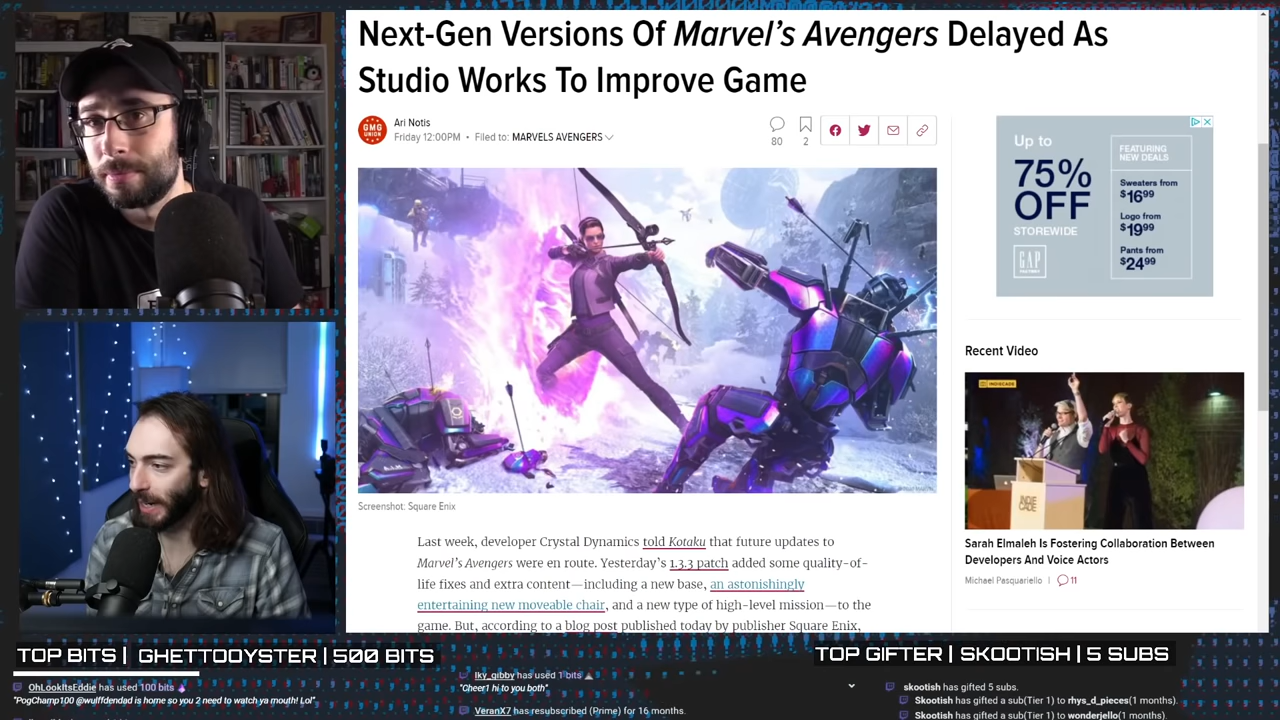 Next-Gen Versions Of Marvel's Avengers Delayed As
Studio Works To Improve Game
GMG
UNION
Ari Notis
Friday 12:00PM • Filed to: MARVELS AVENGERS
80
2
Up to
75%
OFF
STOREWIDE
GAP
FACTORY
FEATURING
NEW DEALS
Sweaters from
$16.99
Logo from
$19.99
Pants from
$24.99
Screenshot: Square Enix
Last week, developer Crystal Dynamics told Kotaku that future updates to
Marvel's Avengers were en route. Yesterday's 1.3.3 patch added some quality-of-
life fixes and extra content—including a new base, an astonishingly
entertaining new moveable chair, and a new type of high-level mission—to the
game. But, according to a blog post published today by publisher Square Enix,
Recent Video
INDIECADE
INDIE
CADE
Sarah Elmaleh Is Fostering Collaboration Between
Developers And Voice Actors
Michael Pasquariello | 11
TOP BITS | GHETTODYSTER | 500 BITS
TOP GIFTER | SKOOTISH | 5 SUBS
OhLookItsEddie has used 100 bits
"PogChamp100 @wulffdendad is home so you 2 need to watch ya mouth! Lol"
lky_gibby has used 1 bits
"Cheer1 hi to you both"
VeranX7 has resubscribed (Prime) for 16 months.
skootish has gifted 5 subs.
Skootish has gifted a sub(Tier 1) to rhys_d_pieces(1 months).
Skootish has gifted a sub(Tier 1) to wonderjello(1 months).